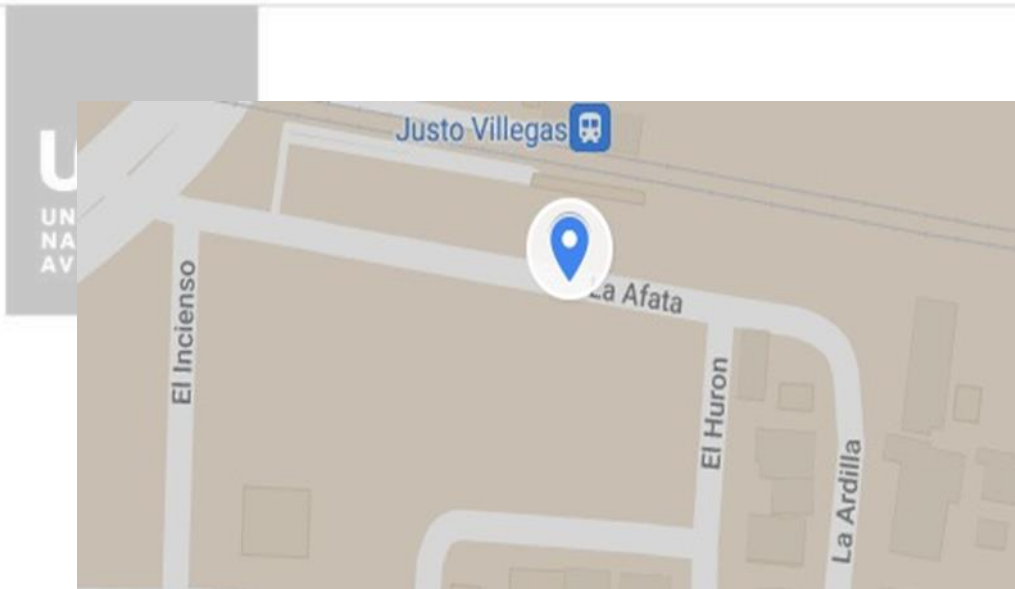 U
UN
NA
AV
Justo Villegas
La Afata
El Incienso
El Huron
La Ardilla